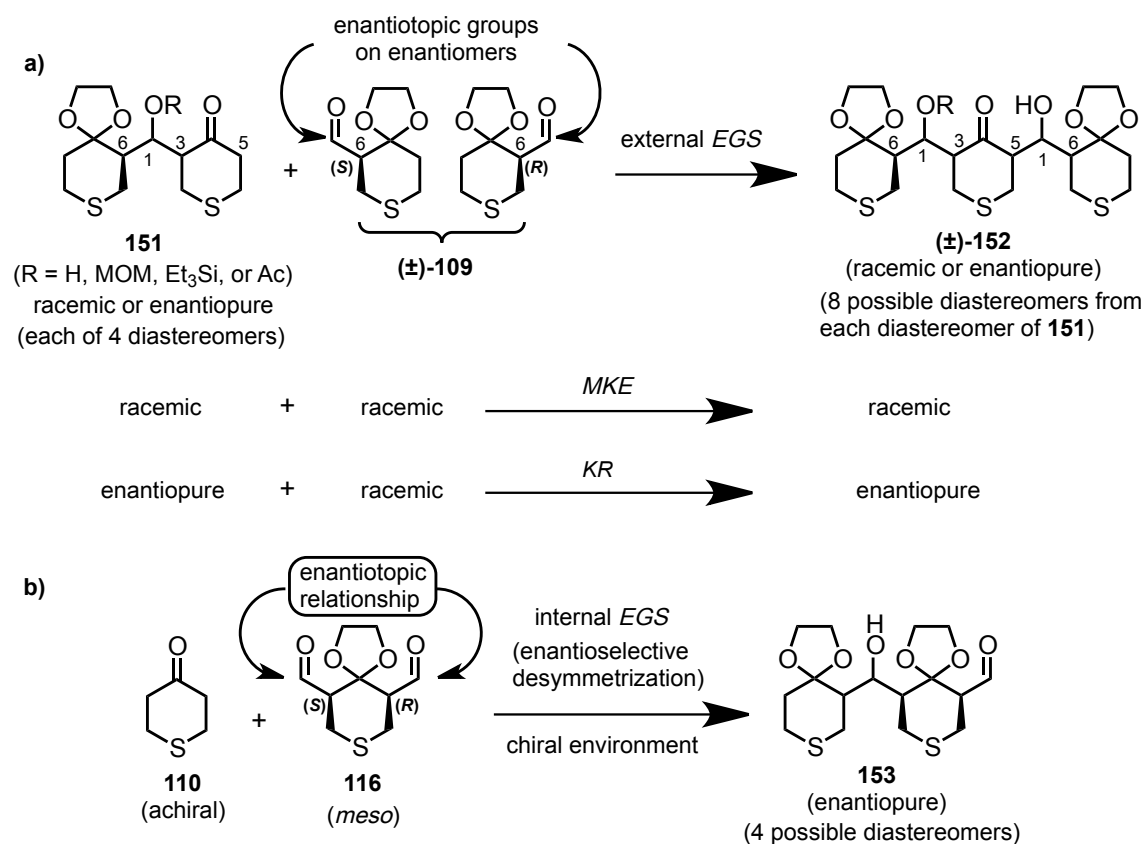 a)
enantiotopic groups
on enantiomers
O O OR O
6 1 3 5
S S
151
(R = H, MOM, Et₃Si, or Ac)
racemic or enantiopure
(each of 4 diastereomers)
+
O O O O O O
6 6
(S) (R)
S S
(±)-109
external EGS
O O OR O HO O O
6 1 3 5 1 6
S S S
(±)-152
(racemic or enantiopure)
(8 possible diastereomers from
each diastereomer of 151)
racemic + racemic MKE racemic
enantiopure + racemic KR enantiopure
b)
enantiotopic
relationship
O
S
110
(achiral)
+
O O O O
(S) (R)
S
116
(meso)
internal EGS
(enantioselective
desymmetrization)
chiral environment
H
O O O O O O
S S
153
(enantiopure)
(4 possible diastereomers)